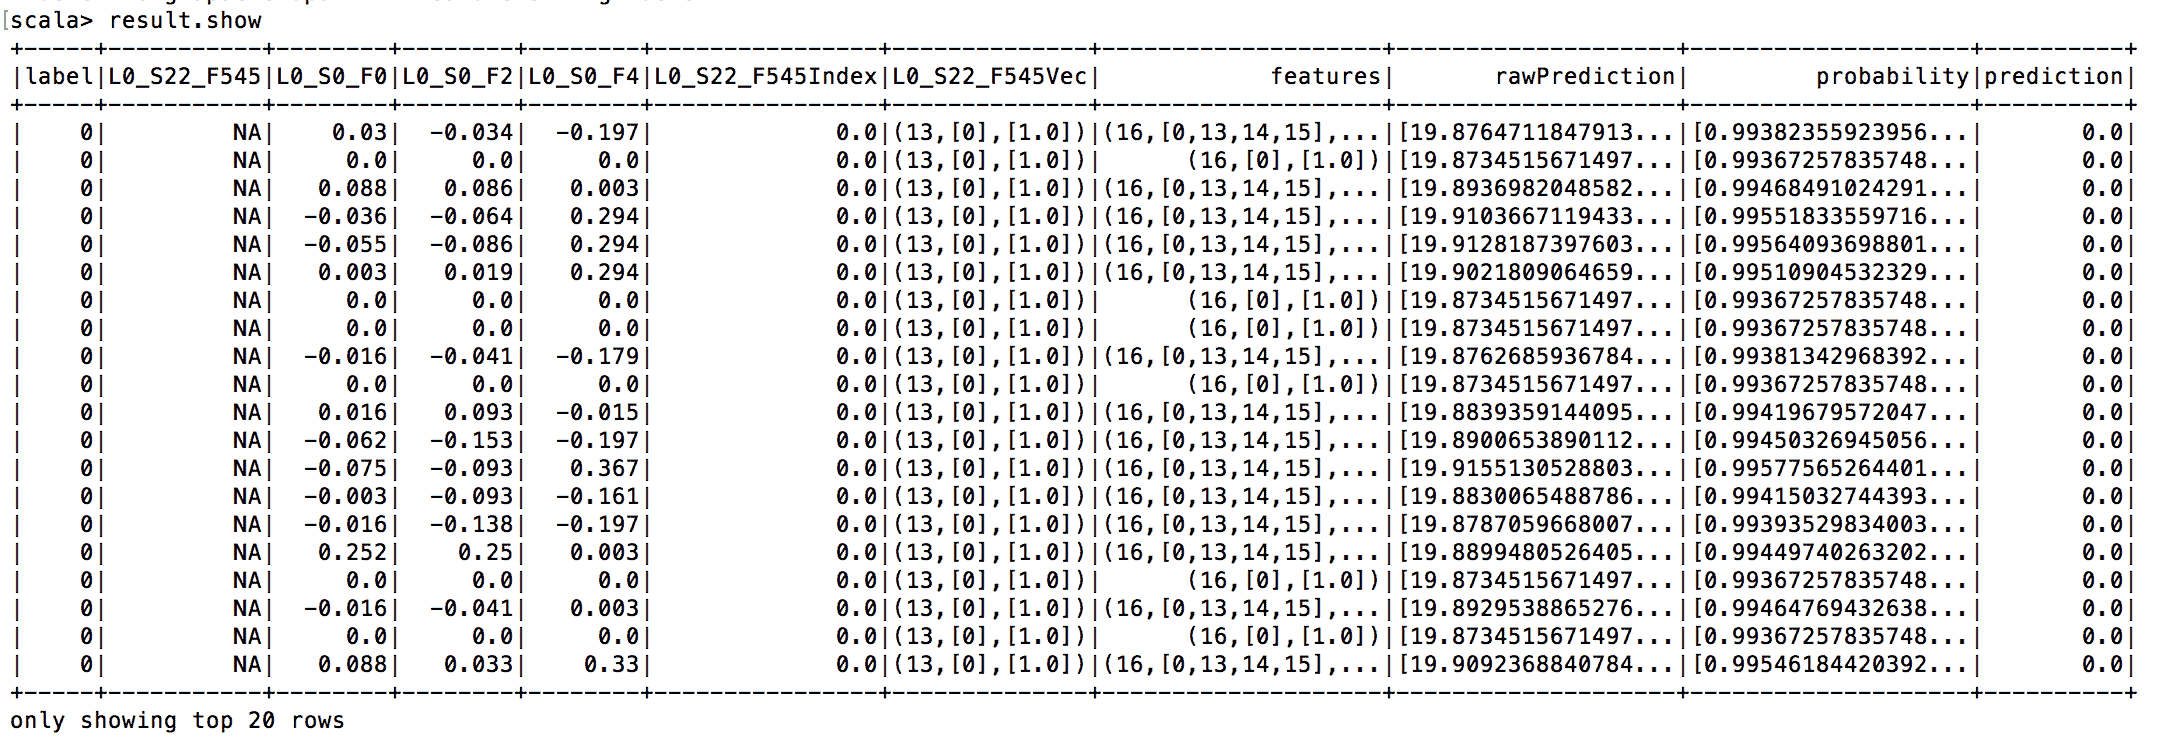 scala> result.show
+-----+-----------+--------+--------+--------+----------------+--------------+--------------------+--------------------+--------------------+----------+
|label|L0_S22_F545|L0_S0_F0|L0_S0_F2|L0_S0_F4|L0_S22_F545Index|L0_S22_F545Vec|            features|       rawPrediction|         probability|prediction|
+-----+-----------+--------+--------+--------+----------------+--------------+--------------------+--------------------+--------------------+----------+
|    0|         NA|    0.03|  -0.034|  -0.197|             0.0|(13,[0],[1.0])|(16,[0,13,14,15],...|[19.8764711847913...|[0.99382355923956...|       0.0|
|    0|         NA|     0.0|     0.0|     0.0|             0.0|(13,[0],[1.0])|      (16,[0],[1.0])|[19.8734515671497...|[0.99367257835748...|       0.0|
|    0|         NA|   0.088|   0.086|   0.003|             0.0|(13,[0],[1.0])|(16,[0,13,14,15],...|[19.8936982048582...|[0.99468491024291...|       0.0|
|    0|         NA|  -0.036|  -0.064|   0.294|             0.0|(13,[0],[1.0])|(16,[0,13,14,15],...|[19.9103667119433...|[0.99551833559716...|       0.0|
|    0|         NA|  -0.055|  -0.086|   0.294|             0.0|(13,[0],[1.0])|(16,[0,13,14,15],...|[19.9128187397603...|[0.99564093698801...|       0.0|
|    0|         NA|   0.003|   0.019|   0.294|             0.0|(13,[0],[1.0])|(16,[0,13,14,15],...|[19.9021809064659...|[0.99510904532329...|       0.0|
|    0|         NA|     0.0|     0.0|     0.0|             0.0|(13,[0],[1.0])|      (16,[0],[1.0])|[19.8734515671497...|[0.99367257835748...|       0.0|
|    0|         NA|     0.0|     0.0|     0.0|             0.0|(13,[0],[1.0])|      (16,[0],[1.0])|[19.8734515671497...|[0.99367257835748...|       0.0|
|    0|         NA|  -0.016|  -0.041|  -0.179|             0.0|(13,[0],[1.0])|(16,[0,13,14,15],...|[19.8762685936784...|[0.99381342968392...|       0.0|
|    0|         NA|     0.0|     0.0|     0.0|             0.0|(13,[0],[1.0])|      (16,[0],[1.0])|[19.8734515671497...|[0.99367257835748...|       0.0|
|    0|         NA|   0.016|   0.093|  -0.015|             0.0|(13,[0],[1.0])|(16,[0,13,14,15],...|[19.8839359144095...|[0.99419679572047...|       0.0|
|    0|         NA|  -0.062|  -0.153|  -0.197|             0.0|(13,[0],[1.0])|(16,[0,13,14,15],...|[19.8900653890112...|[0.99450326945056...|       0.0|
|    0|         NA|  -0.075|  -0.093|   0.367|             0.0|(13,[0],[1.0])|(16,[0,13,14,15],...|[19.9155130528803...|[0.99577565264401...|       0.0|
|    0|         NA|  -0.003|  -0.093|  -0.161|             0.0|(13,[0],[1.0])|(16,[0,13,14,15],...|[19.8830065488786...|[0.99415032744393...|       0.0|
|    0|         NA|  -0.016|  -0.138|  -0.197|             0.0|(13,[0],[1.0])|(16,[0,13,14,15],...|[19.8787059668007...|[0.99393529834003...|       0.0|
|    0|         NA|   0.252|    0.25|   0.003|             0.0|(13,[0],[1.0])|(16,[0,13,14,15],...|[19.8899480526405...|[0.99449740263202...|       0.0|
|    0|         NA|     0.0|     0.0|     0.0|             0.0|(13,[0],[1.0])|      (16,[0],[1.0])|[19.8734515671497...|[0.99367257835748...|       0.0|
|    0|         NA|  -0.016|  -0.041|   0.003|             0.0|(13,[0],[1.0])|(16,[0,13,14,15],...|[19.8929538865276...|[0.99464769432638...|       0.0|
|    0|         NA|     0.0|     0.0|     0.0|             0.0|(13,[0],[1.0])|      (16,[0],[1.0])|[19.8734515671497...|[0.99367257835748...|       0.0|
|    0|         NA|   0.088|   0.033|    0.33|             0.0|(13,[0],[1.0])|(16,[0,13,14,15],...|[19.9092368840784...|[0.99546184420392...|       0.0|
+-----+-----------+--------+--------+--------+----------------+--------------+--------------------+--------------------+--------------------+----------+
only showing top 20 rows